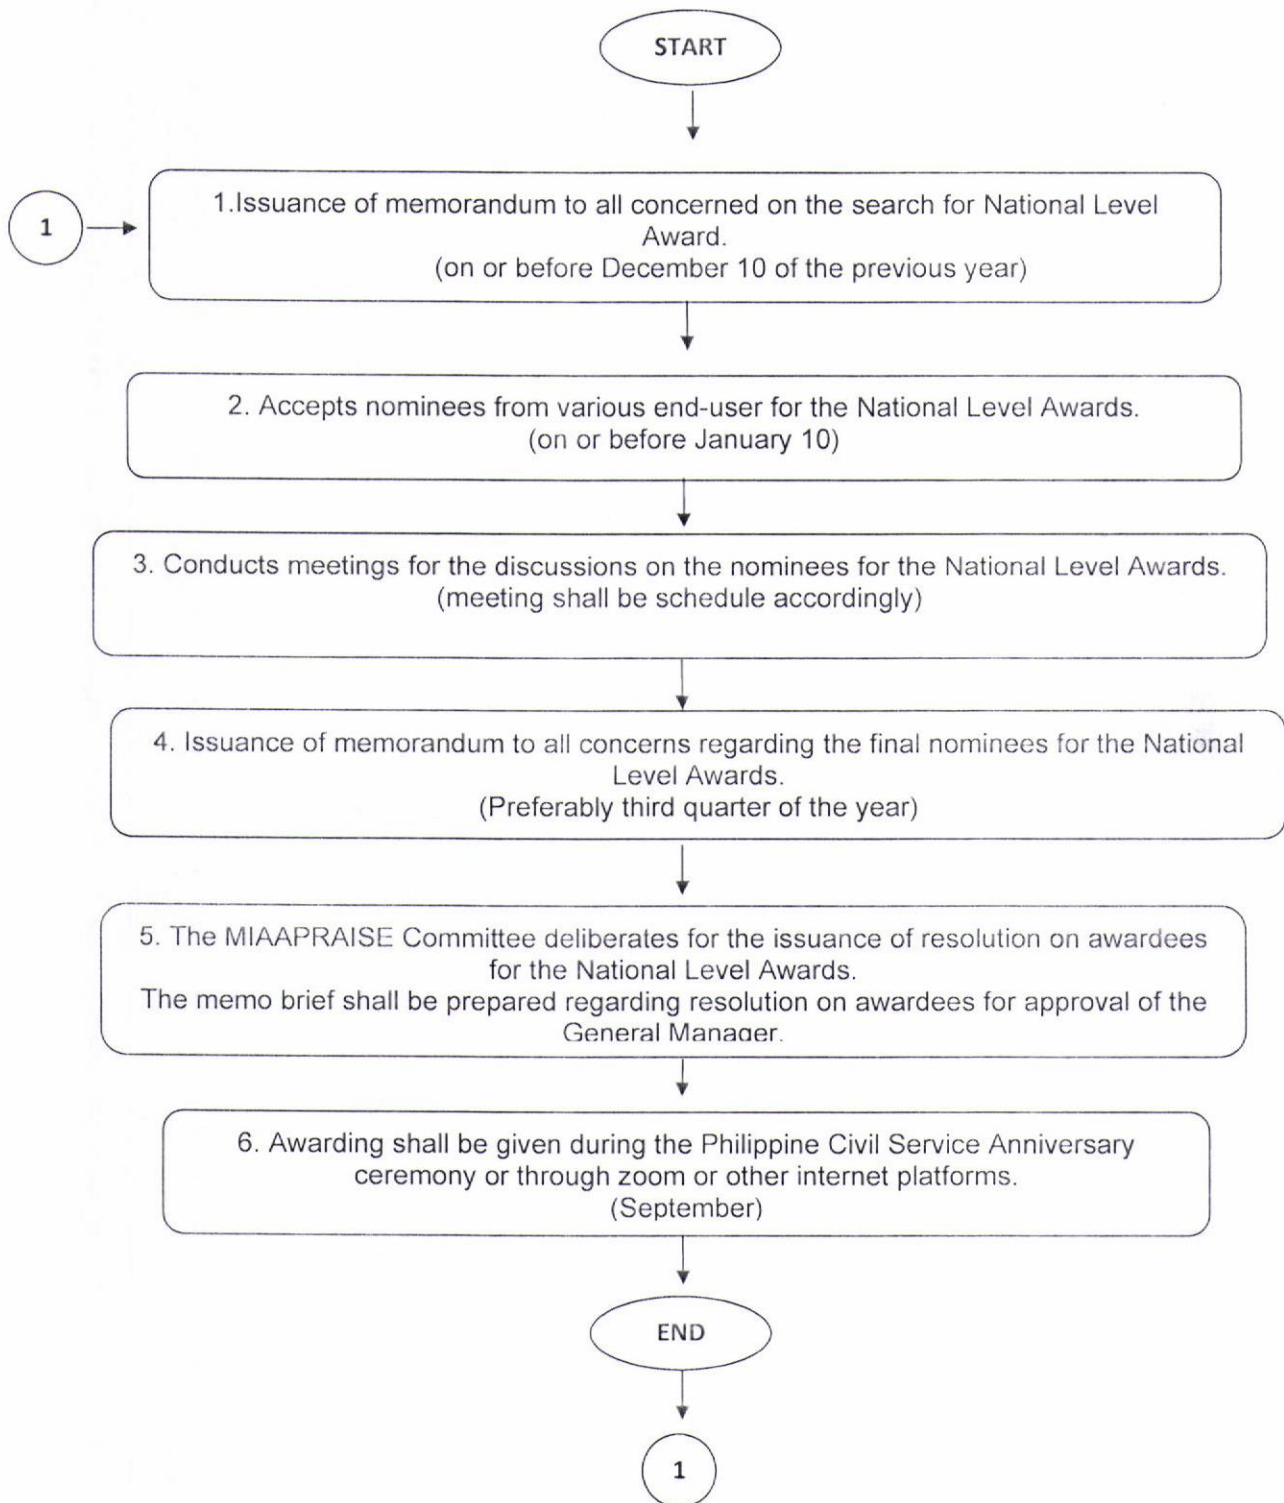 START
1
1.Issuance of memorandum to all concerned on the search for National Level
Award.
(on or before December 10 of the previous year)
2. Accepts nominees from various end-user for the National Level Awards.
(on or before January 10)
3. Conducts meetings for the discussions on the nominees for the National Level Awards.
(meeting shall be schedule accordingly)
4. Issuance of memorandum to all concerns regarding the final nominees for the National
Level Awards.
(Preferably third quarter of the year)
5. The MIAAPRAISE Committee deliberates for the issuance of resolution on awardees
for the National Level Awards.
The memo brief shall be prepared regarding resolution on awardees for approval of the
General Manager.
6. Awarding shall be given during the Philippine Civil Service Anniversary
ceremony or through zoom or other internet platforms.
(September)
END
1